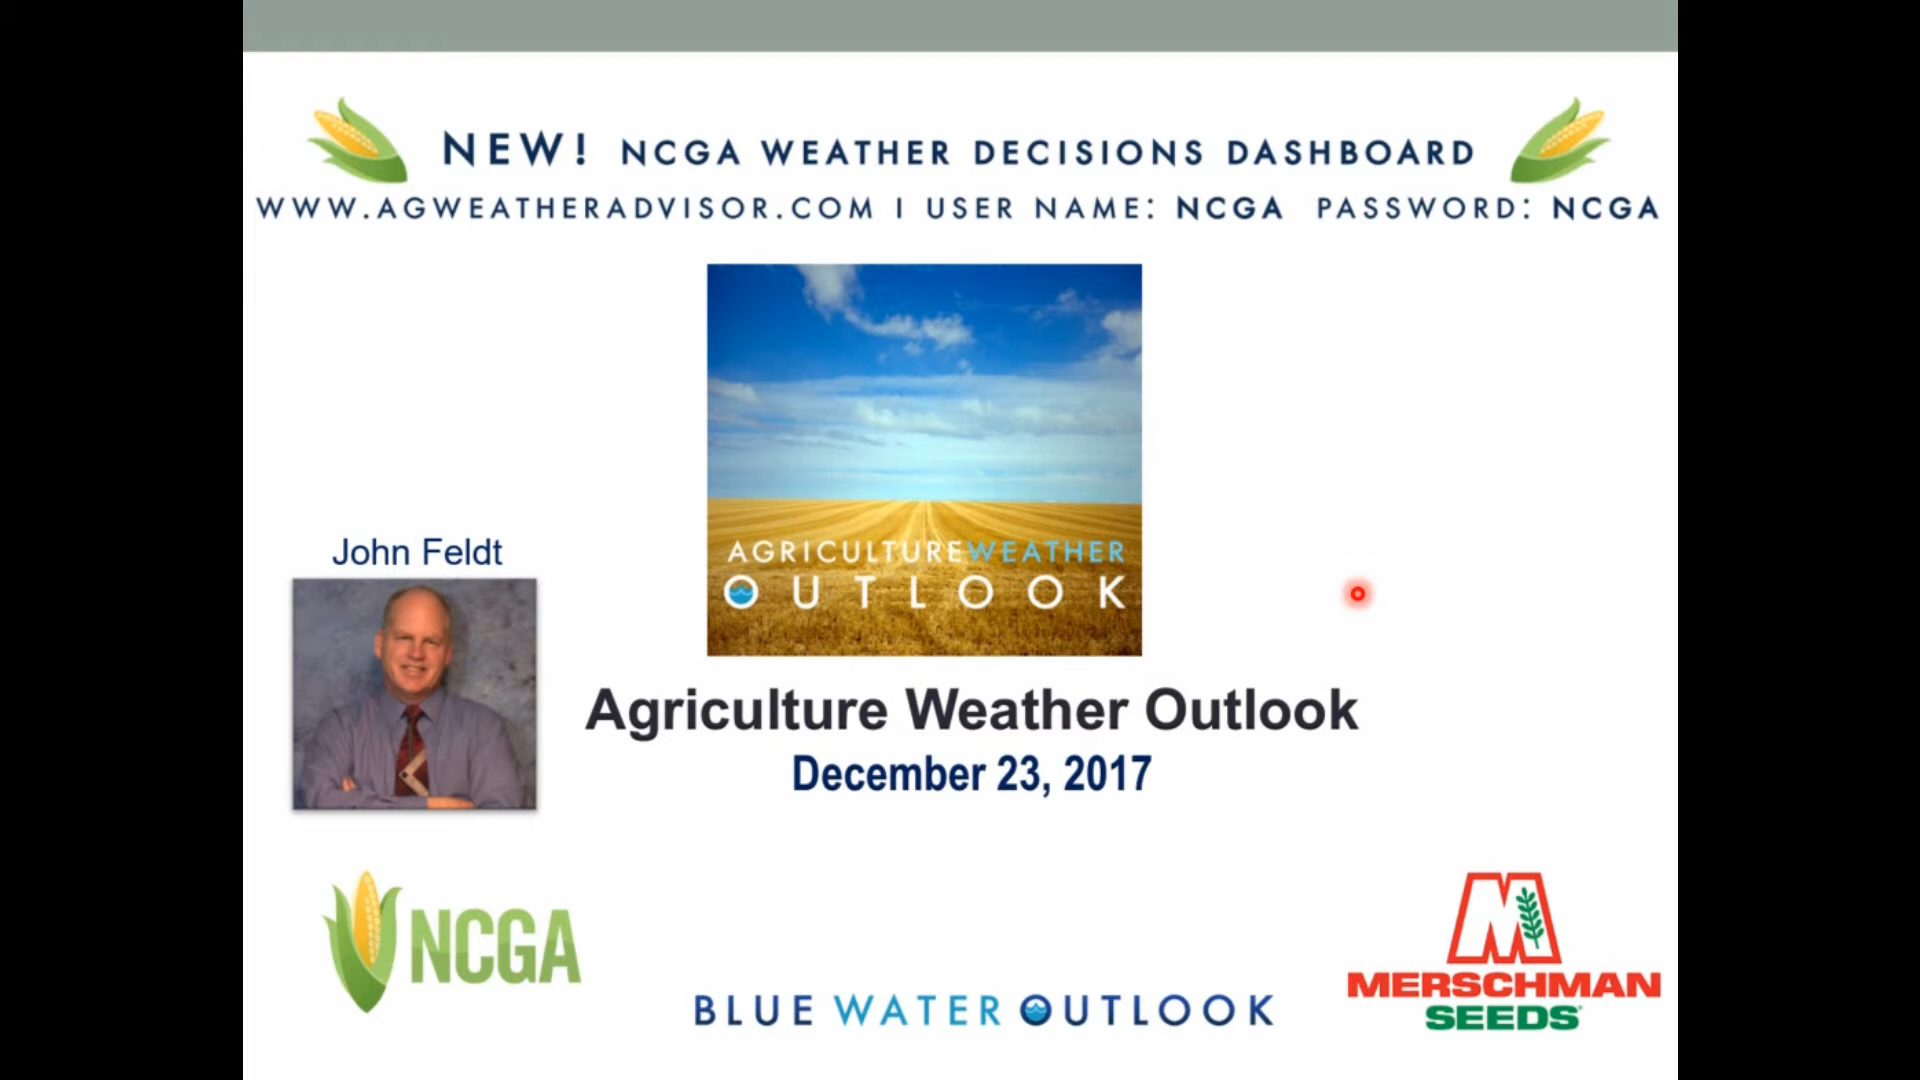 NEW! NCGA WEATHER DECISIONS DASHBOARD
WWW.AGWEATHERADVISOR.COM | USER NAME: NCGA PASSWORD: NCGA
AGRICULTUREWEATHER
OUTLOOK
John Feldt
Agriculture Weather Outlook
December 23, 2017
NCGA
BLUE WATER OUTLOOK
M
MERSCHMAN
SEEDS